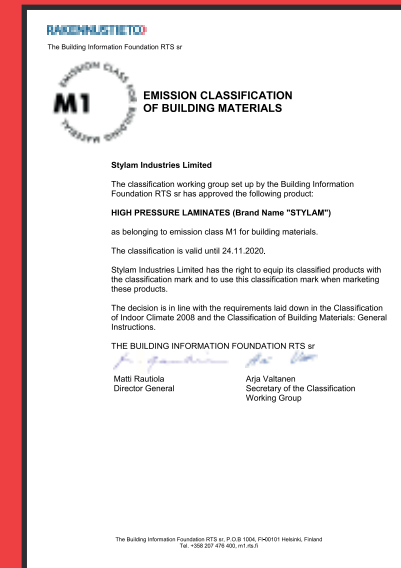 RAKENNUSTIETO
The Building Information Foundation RTS sr
EMISSION CLASS FOR BUILDING MATERIAL
M1
EMISSION CLASSIFICATION
OF BUILDING MATERIALS
Stylam Industries Limited
The classification working group set up by the Building Information
Foundation RTS sr has approved the following product:
HIGH PRESSURE LAMINATES (Brand Name "STYLAM")
as belonging to emission class M1 for building materials.
The classification is valid until 24.11.2020.
Stylam Industries Limited has the right to equip its classified products with
the classification mark and to use this classification mark when marketing
these products.
The decision is in line with the requirements laid down in the Classification
of Indoor Climate 2008 and the Classification of Building Materials: General
Instructions.
THE BUILDING INFORMATION FOUNDATION RTS sr
Matti Rautiola
Director General
Arja Valtanen
Secretary of the Classification
Working Group
The Building Information Foundation RTS sr, P.O.B 1004, FI-00101 Helsinki, Finland
Tel. +358 207 476 400, m1.rts.fi